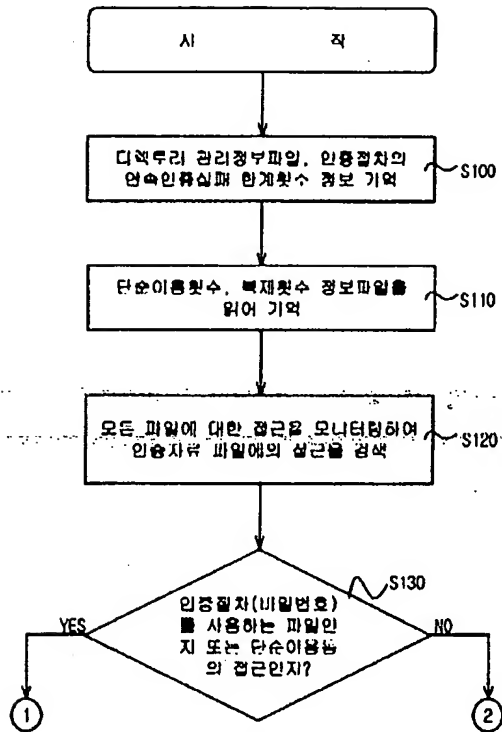 시 작
디렉토리 관리정보파일, 인증절차의
연속인증실패 한계횟수 정보 기억
S100
단순이용횟수, 복제횟수 정보파일을
읽어 기억
S110
모든 파일에 대한 접근을 모니터링하여
인증자료 파일에의 접근을 검색
S120
S130
인증절차(비밀번호)
를 사용하는 파일인
지 또는 단순이용등
의 접근인지?
YES
NO
1
2